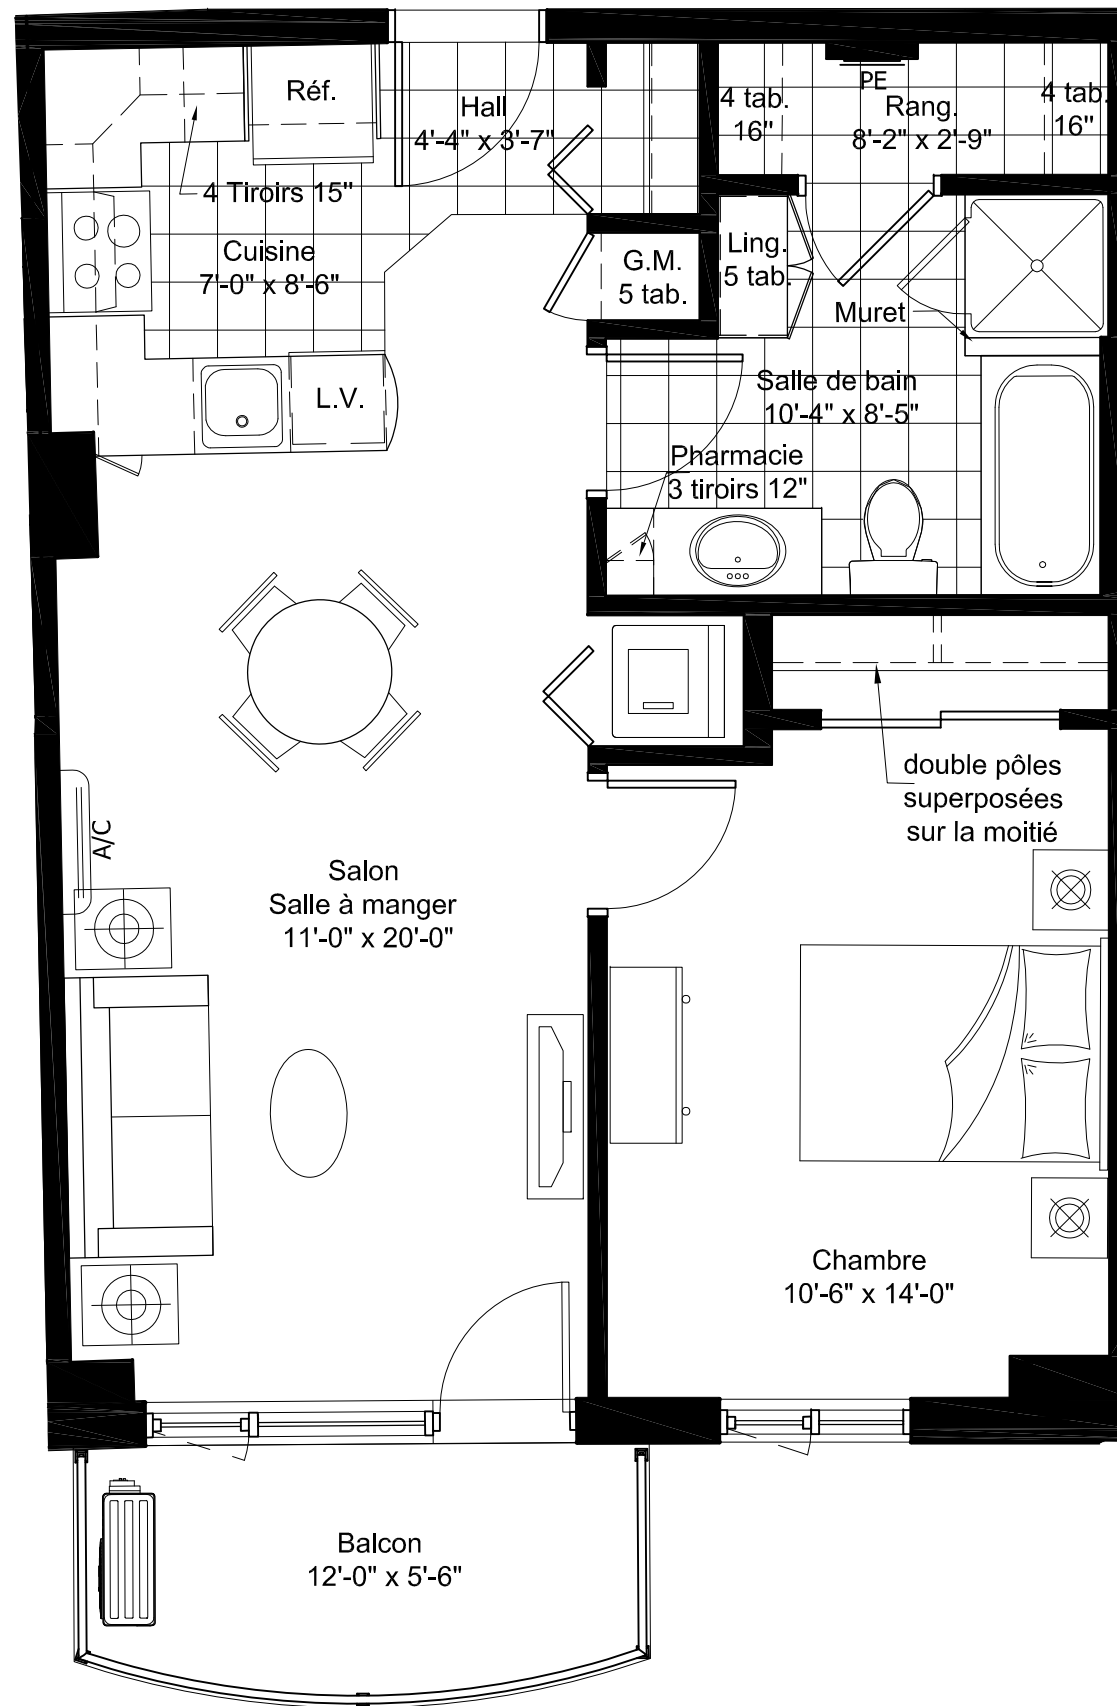 Réf.
Hall
4'-4" x 3'-7"
4 tab.
16"
PE
Rang.
8'-2" x 2'-9"
4 tab.
16"
4 Tiroirs 15"
Cuisine
7'-0" x 8'-6"
G.M.
5 tab.
Ling.
5 tab.
Muret
L.V.
Salle de bain
10'-4" x 8'-5"
Pharmacie
3 tiroirs 12"
double pôles
superposées
sur la moitié
A/C
Salon
Salle à manger
11'-0" x 20'-0"
Chambre
10'-6" x 14'-0"
Balcon
12'-0" x 5'-6"